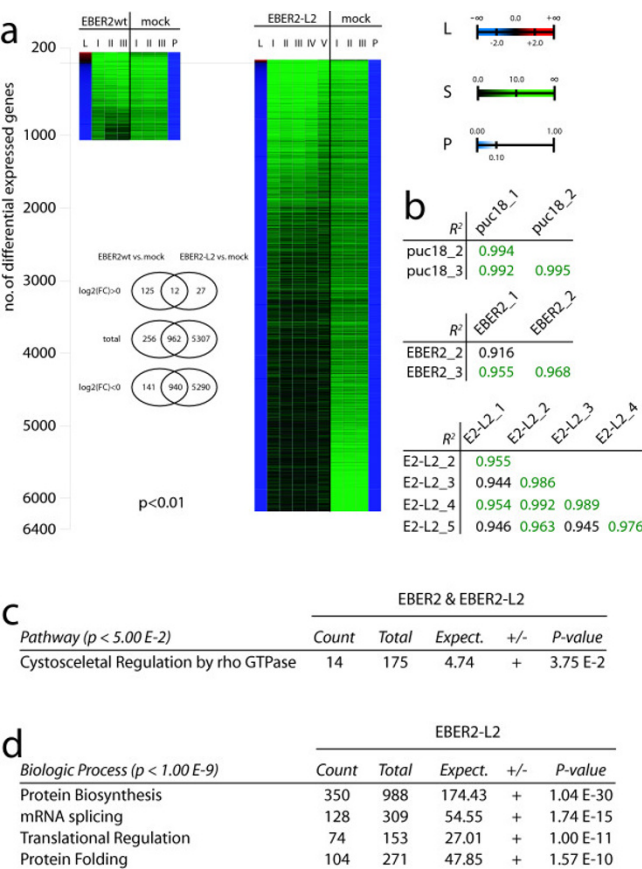 a
EBER2wt mock
L I II III I II III P
EBER2-L2 mock
L I II III IV V I II III P
no. of differential expressed genes
200
1000
2000
3000
4000
5000
6000
6400
EBER2wt vs. mock EBER2-L2 vs. mock
log2(FC)>0 125 12 27
total 256 962 5307
log2(FC)<0 141 940 5290
p<0.01
L -∞ 0.0 +∞
-2.0 +2.0
S 0.0 10.0 ∞
P 0.00 1.00
0.10
b
R² puc18_1 puc18_2
puc18_2 0.994
puc18_3 0.992 0.995
R² EBER2_1 EBER2_2
EBER2_2 0.916
EBER2_3 0.955 0.968
R² E2-L2_1 E2-L2_2 E2-L2_3 E2-L2_4
E2-L2_2 0.955
E2-L2_3 0.944 0.986
E2-L2_4 0.954 0.992 0.989
E2-L2_5 0.946 0.963 0.945 0.976
c
EBER2 & EBER2-L2
Pathway (p < 5.00 E-2) Count Total Expect. +/- P-value
Cystosceletal Regulation by rho GTPase 14 175 4.74 + 3.75 E-2
d
EBER2-L2
Biologic Process (p < 1.00 E-9) Count Total Expect. +/- P-value
Protein Biosynthesis 350 988 174.43 + 1.04 E-30
mRNA splicing 128 309 54.55 + 1.74 E-15
Translational Regulation 74 153 27.01 + 1.00 E-11
Protein Folding 104 271 47.85 + 1.57 E-10